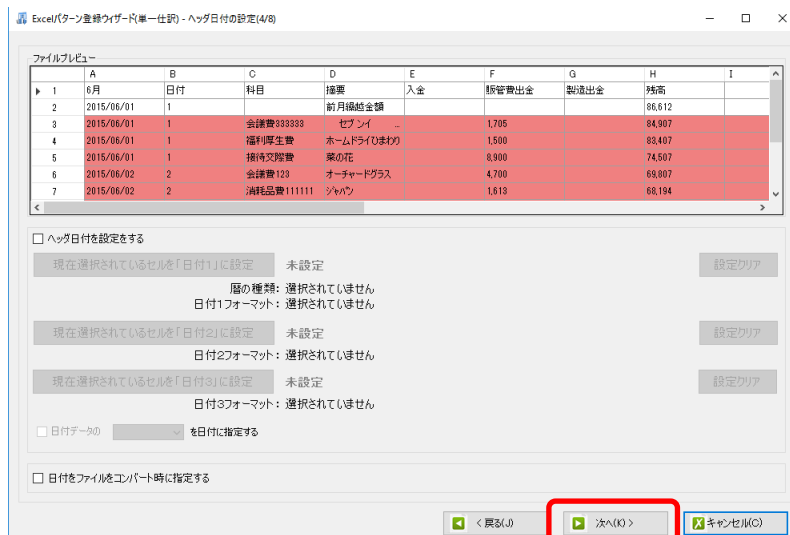 Excelパターン登録ウィザード(単一仕訳) - ヘッダ日付の設定(4/8)
ファイルプレビュー
A B C D E F G H I
1 6月 日付 科目 摘要 入金 販管費出金 製造出金 残高
2 2015/06/01 1 前月繰越金額 86,612
3 2015/06/01 1 会議費333333 セブンイ .. 1,705 84,907
4 2015/06/01 1 福利厚生費 ホームドライひまわり 1,500 83,407
5 2015/06/01 1 接待交際費 菜の花 8,900 74,507
6 2015/06/02 2 会議費123 オーチャードグラス 4,700 69,807
7 2015/06/02 2 消耗品費111111 ジャパン 1,613 68,194
ヘッダ日付を設定をする
現在選択されているセルを「日付1」に設定 未設定 設定クリア
暦の種類: 選択されていません
日付1フォーマット: 選択されていません
現在選択されているセルを「日付2」に設定 未設定 設定クリア
日付2フォーマット: 選択されていません
現在選択されているセルを「日付3」に設定 未設定 設定クリア
日付3フォーマット: 選択されていません
日付データの を日付に指定する
日付をファイルをコンバート時に指定する
< 戻る(J) 次へ(K) > キャンセル(C)